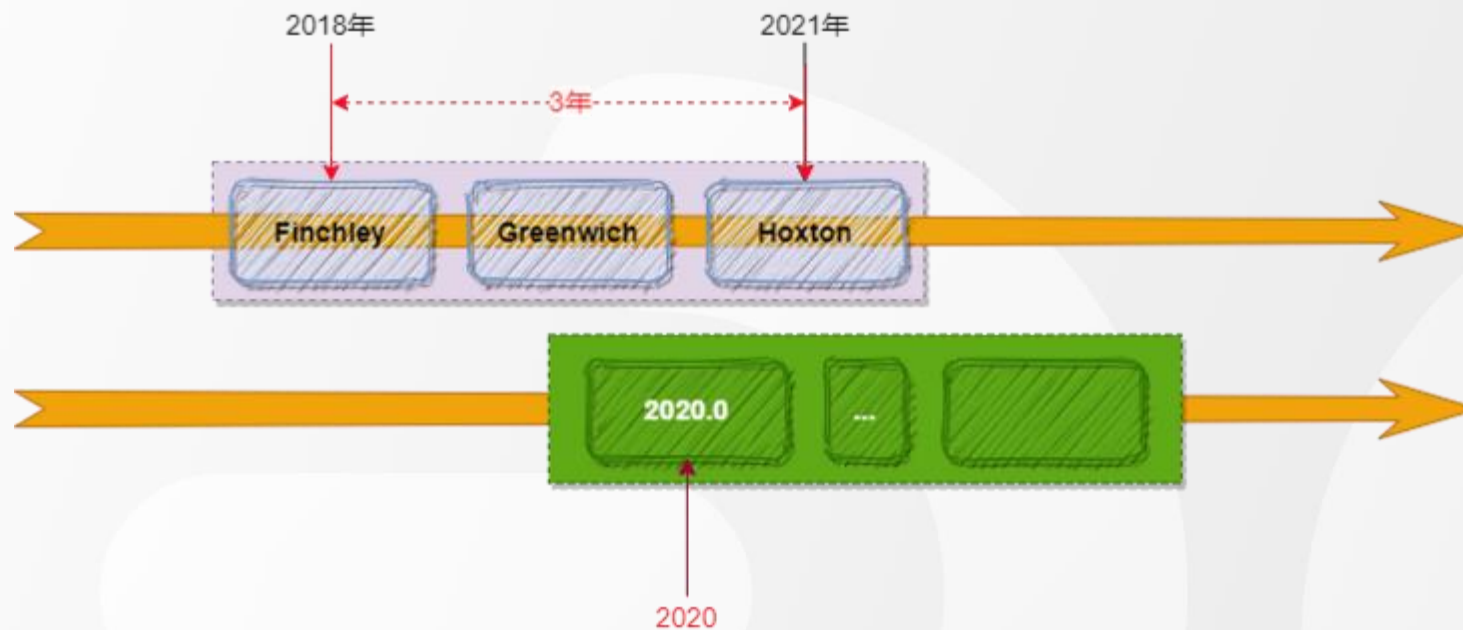 2018年
2021年
3年
Finchley
Greenwich
Hoxton
2020.0
...
2020